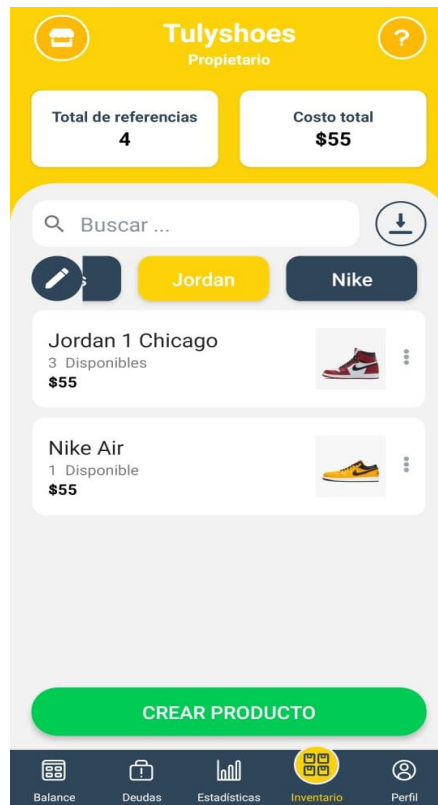 Tulyshoes
Propietario
?
Total de referencias
4
Costo total
$55
Buscar ...
s
Jordan
Nike
Jordan 1 Chicago
3 Disponibles
$55
Nike Air
1 Disponible
$55
CREAR PRODUCTO
Balance
Deudas
Estadísticas
Inventario
Perfil